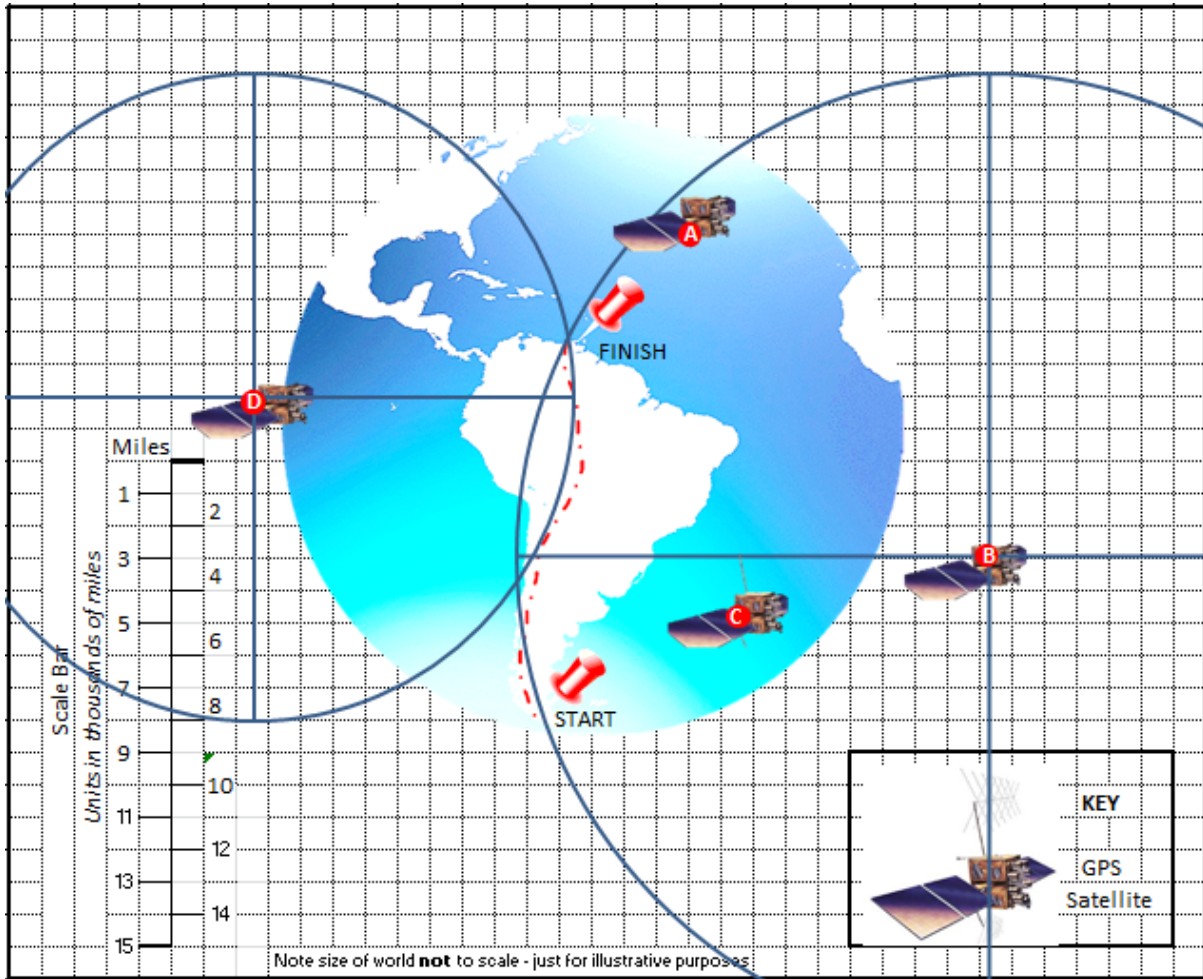 A
FINISH
D
Miles
1
2
3
4
5
6
7
8
9
10
11
12
13
14
15
Scale Bar
Units in thousands of miles
B
C
START
KEY
GPS
Satellite
Note size of world not to scale - just for illustrative purposes